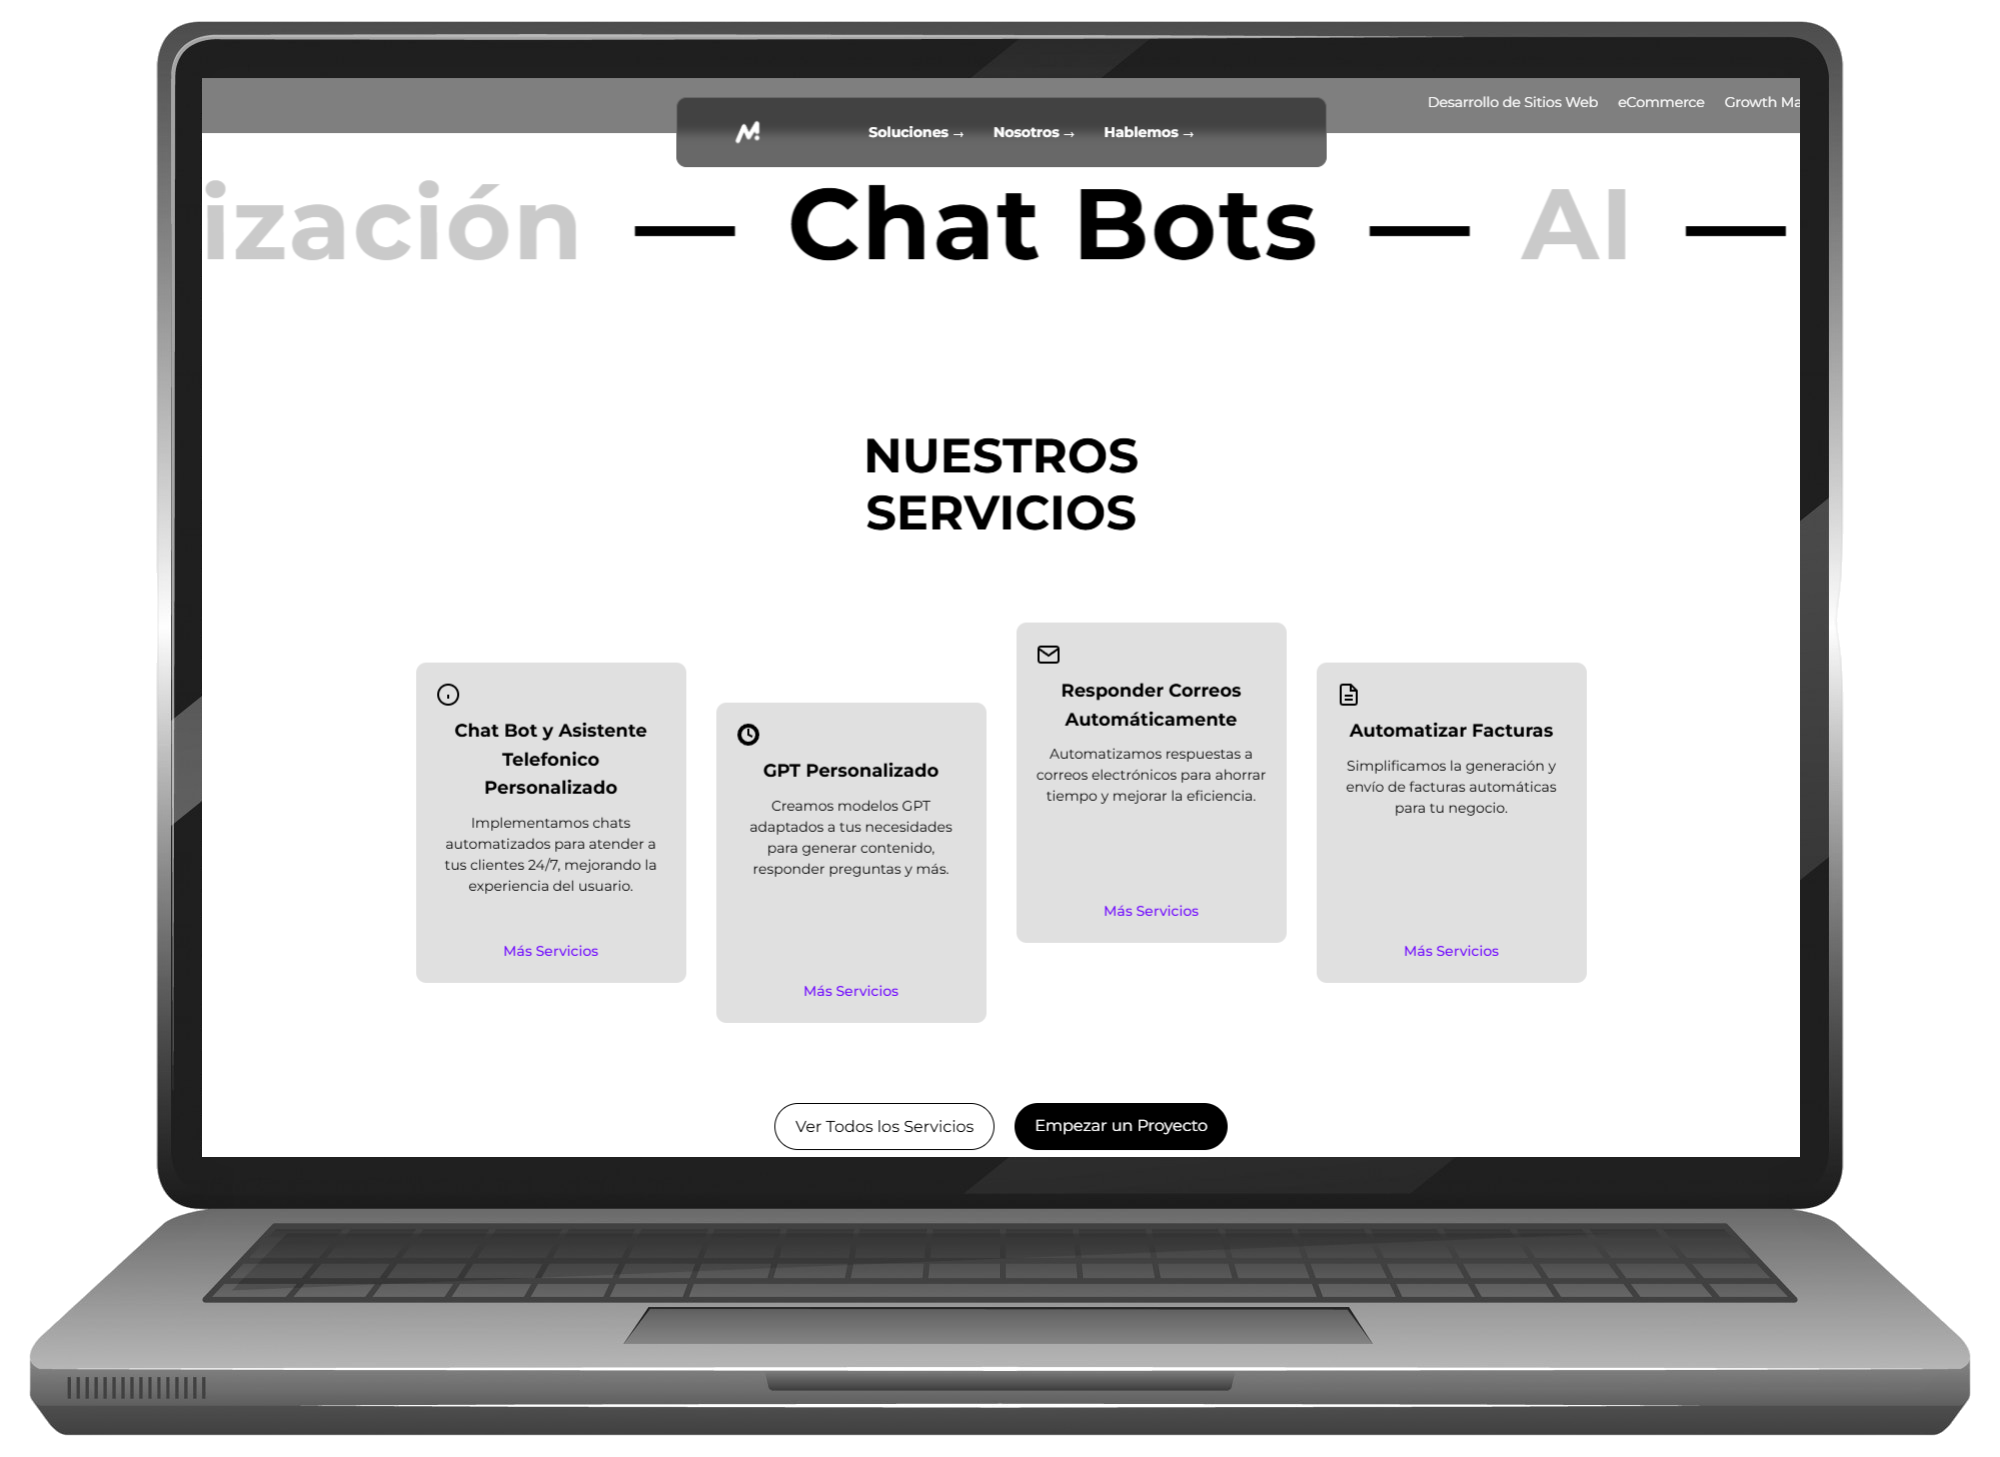 Desarrollo de Sitios Web eCommerce Growth Ma
Soluciones → Nosotros → Hablemos →
ización — Chat Bots — AI —
NUESTROS
SERVICIOS
Chat Bot y Asistente
Telefonico
Personalizado
Implementamos chats
automatizados para atender a
tus clientes 24/7, mejorando la
experiencia del usuario.
Más Servicios
GPT Personalizado
Creamos modelos GPT
adaptados a tus necesidades
para generar contenido,
responder preguntas y más.
Más Servicios
Responder Correos
Automáticamente
Automatizamos respuestas a
correos electrónicos para ahorrar
tiempo y mejorar la eficiencia.
Más Servicios
Automatizar Facturas
Simplificamos la generación y
envío de facturas automáticas
para tu negocio.
Más Servicios
Ver Todos los Servicios
Empezar un Proyecto